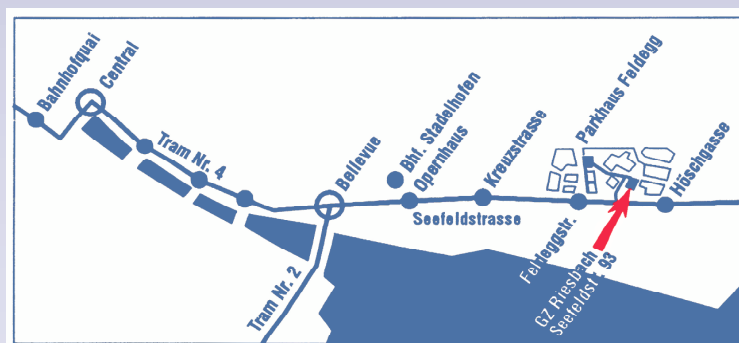 Bahnhofquai
Central
Tram Nr. 4
Bellevue
Tram Nr. 2
Bhf. Stadelhofen
Opernhaus
Seefeldstrasse
Kreuzstrasse
Feldeggstr.
Parkhaus Feldegg
GZ Riesbach
Seefeldstr. 93
Höschgasse